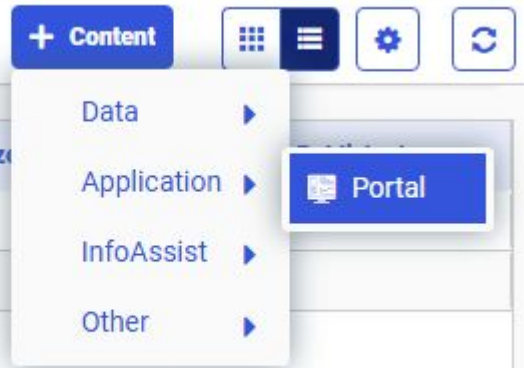 + Content
Data
Application
Portal
InfoAssist
Other